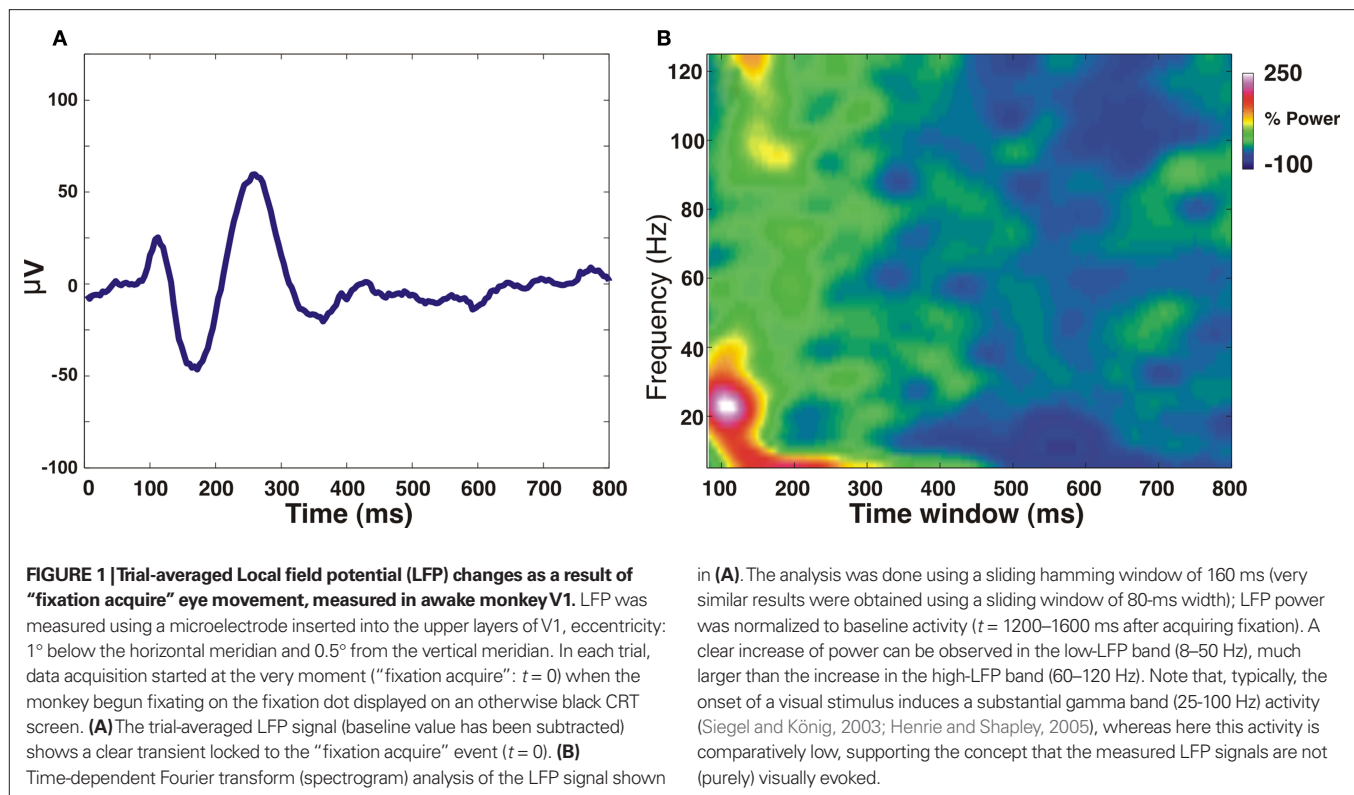 A
100
50
0
-50
-100
µV
0 100 200 300 400 500 600 700 800
Time (ms)
B
120
100
80
60
40
20
Frequency (Hz)
100 200 300 400 500 600 700 800
Time window (ms)
250
% Power
-100
FIGURE 1 | Trial-averaged Local field potential (LFP) changes as a result of
“fixation acquire” eye movement, measured in awake monkey V1. LFP was
measured using a microelectrode inserted into the upper layers of V1, eccentricity:
1° below the horizontal meridian and 0.5° from the vertical meridian. In each trial,
data acquisition started at the very moment (“fixation acquire”: t = 0) when the
monkey begun fixating on the fixation dot displayed on an otherwise black CRT
screen. (A) The trial-averaged LFP signal (baseline value has been subtracted)
shows a clear transient locked to the “fixation acquire” event (t = 0). (B)
Time-dependent Fourier transform (spectrogram) analysis of the LFP signal shown
in (A). The analysis was done using a sliding hamming window of 160 ms (very
similar results were obtained using a sliding window of 80-ms width); LFP power
was normalized to baseline activity (t = 1200–1600 ms after acquiring fixation). A
clear increase of power can be observed in the low-LFP band (8–50 Hz), much
larger than the increase in the high-LFP band (60–120 Hz). Note that, typically, the
onset of a visual stimulus induces a substantial gamma band (25-100 Hz) activity
(Siegel and König, 2003; Henrie and Shapley, 2005), whereas here this activity is
comparatively low, supporting the concept that the measured LFP signals are not
(purely) visually evoked.